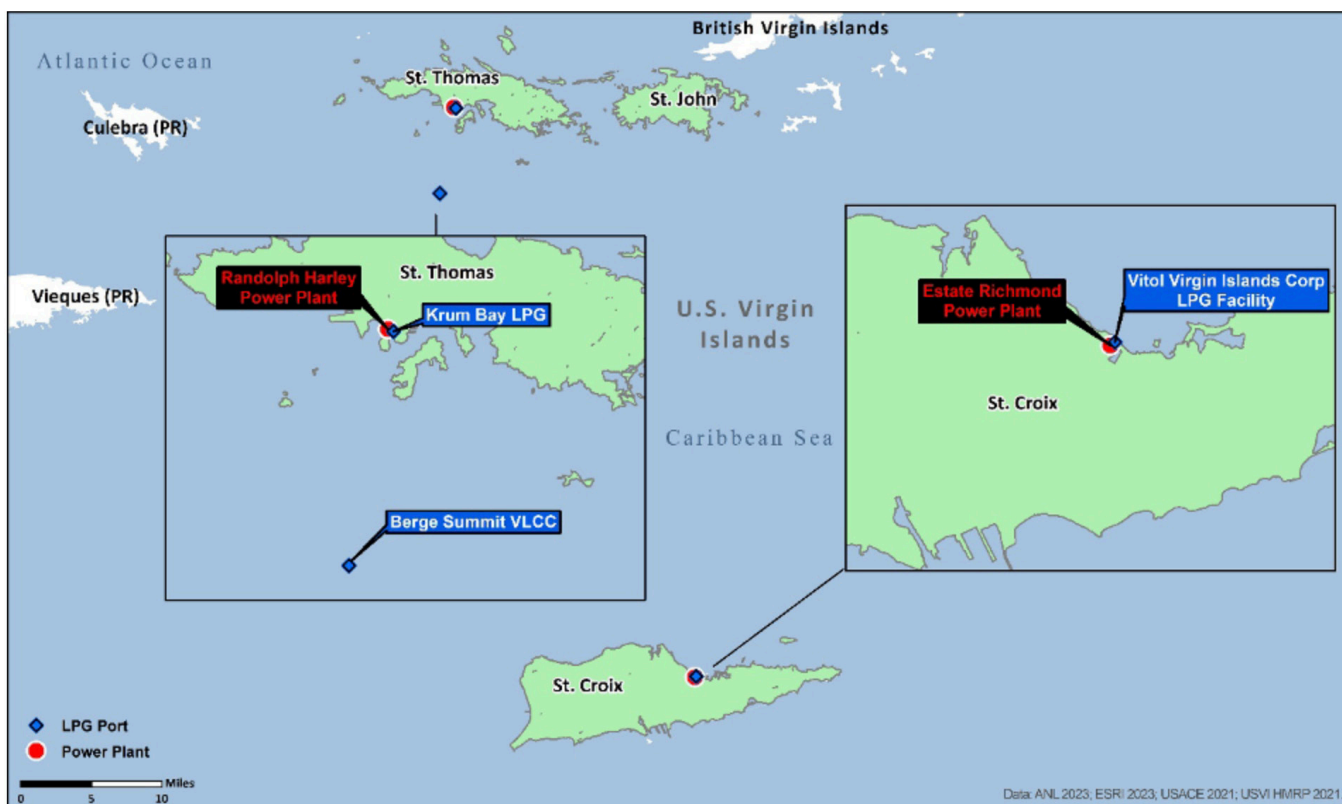 British Virgin Islands
Atlantic Ocean
St. Thomas
St. John
Culebra (PR)
Vieques (PR)
St. Thomas
Randolph Harley
Power Plant
Krum Bay LPG
Berge Summit VLCC
U.S. Virgin
Islands
Caribbean Sea
Vitol Virgin Islands Corp
LPG Facility
Estate Richmond
Power Plant
St. Croix
St. Croix
LPG Port
Power Plant
Miles
0 5 10
Data: ANL 2023; ESRI 2023; USACE 2021; USVI HMRP 2021